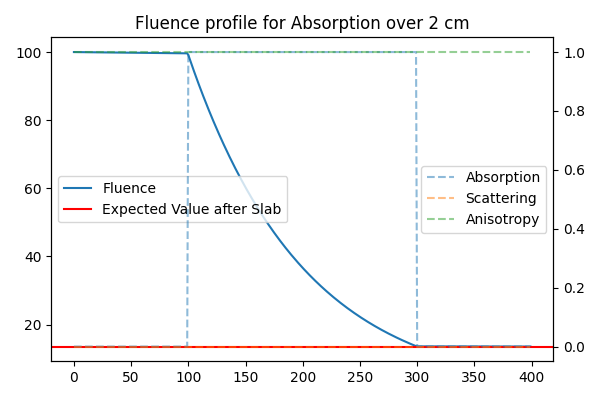 Fluence profile for Absorption over 2 cm
100
80
60
40
20
1.0
0.8
0.6
0.4
0.2
0.0
Fluence
Expected Value after Slab
Absorption
Scattering
Anisotropy
0 50 100 150 200 250 300 350 400